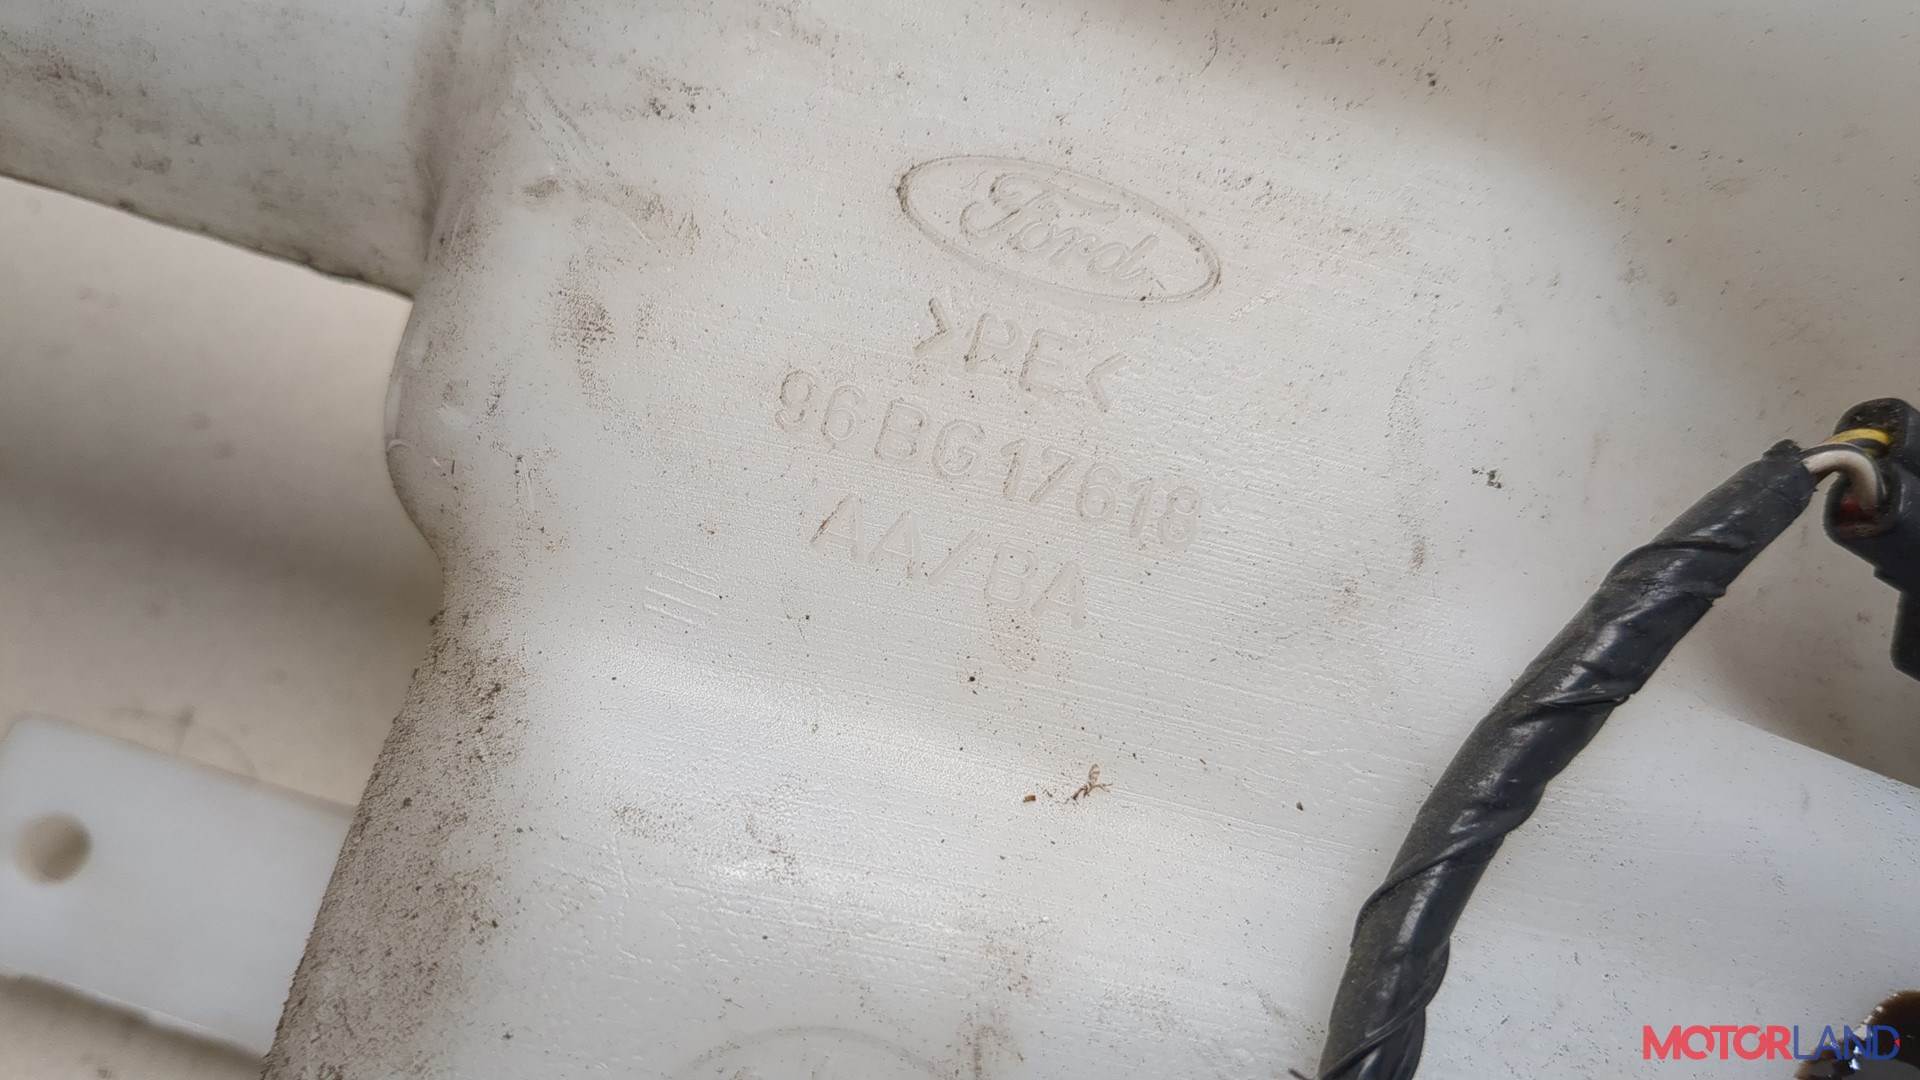 Ford
>PE<
96BG17618
AA/BA
MOTORLAND